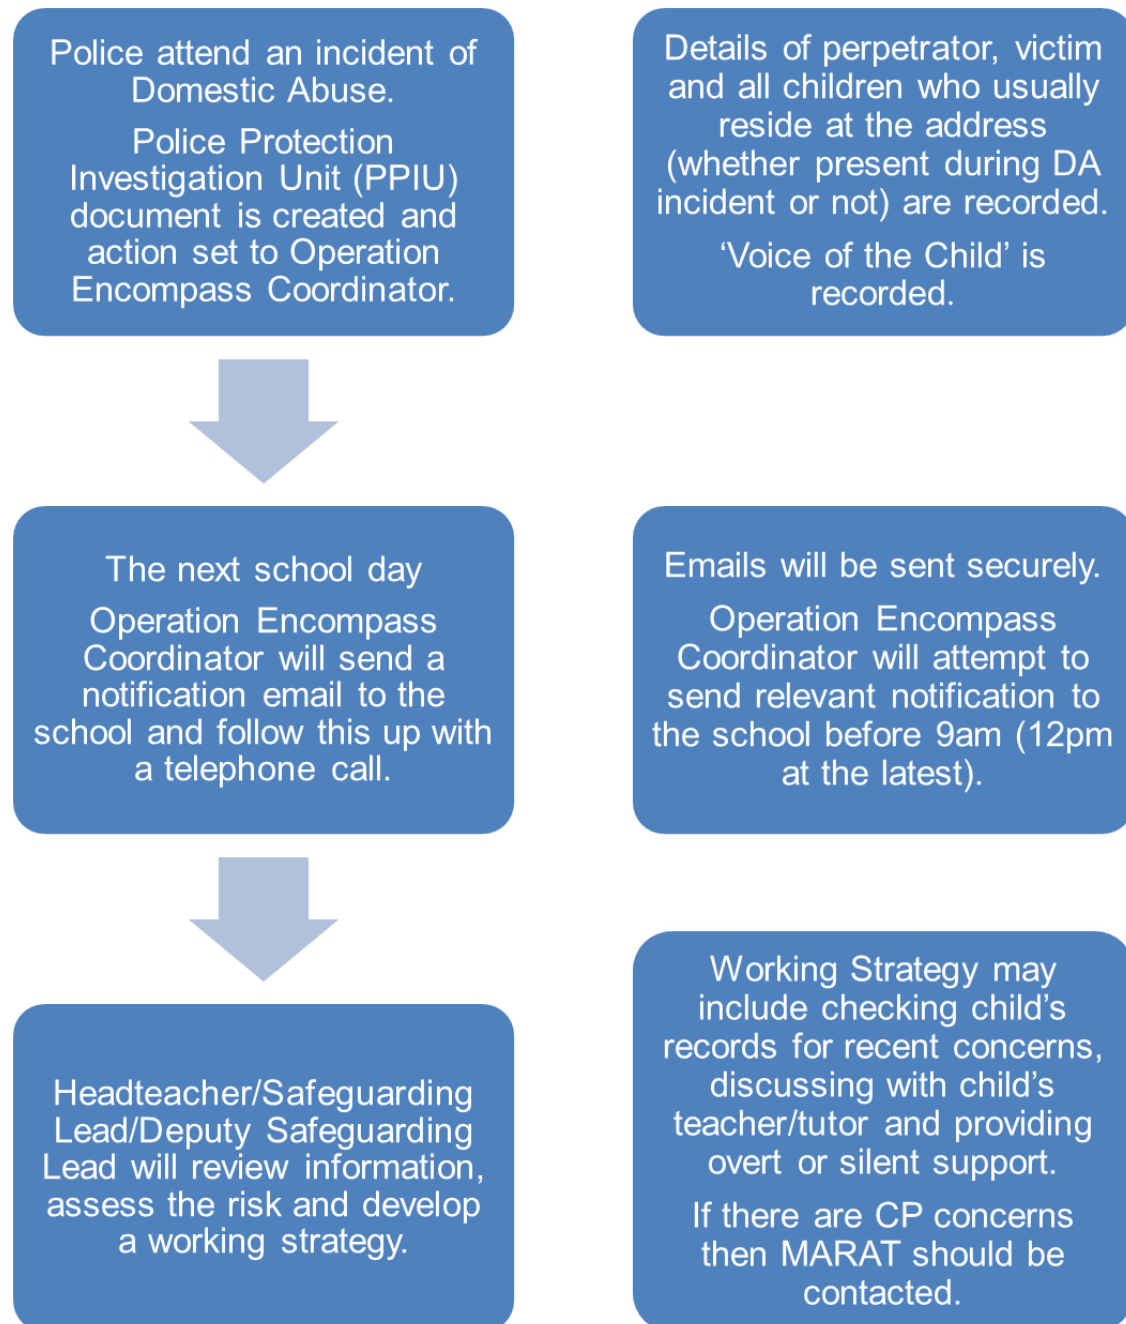 Police attend an incident of
Domestic Abuse.
Police Protection
Investigation Unit (PPIU)
document is created and
action set to Operation
Encompass Coordinator.
Details of perpetrator, victim
and all children who usually
reside at the address
(whether present during DA
incident or not) are recorded.
‘Voice of the Child’ is
recorded.
The next school day
Operation Encompass
Coordinator will send a
notification email to the
school and follow this up with
a telephone call.
Emails will be sent securely.
Operation Encompass
Coordinator will attempt to
send relevant notification to
the school before 9am (12pm
at the latest).
Headteacher/Safeguarding
Lead/Deputy Safeguarding
Lead will review information,
assess the risk and develop
a working strategy.
Working Strategy may
include checking child’s
records for recent concerns,
discussing with child’s
teacher/tutor and providing
overt or silent support.
If there are CP concerns
then MARAT should be
contacted.